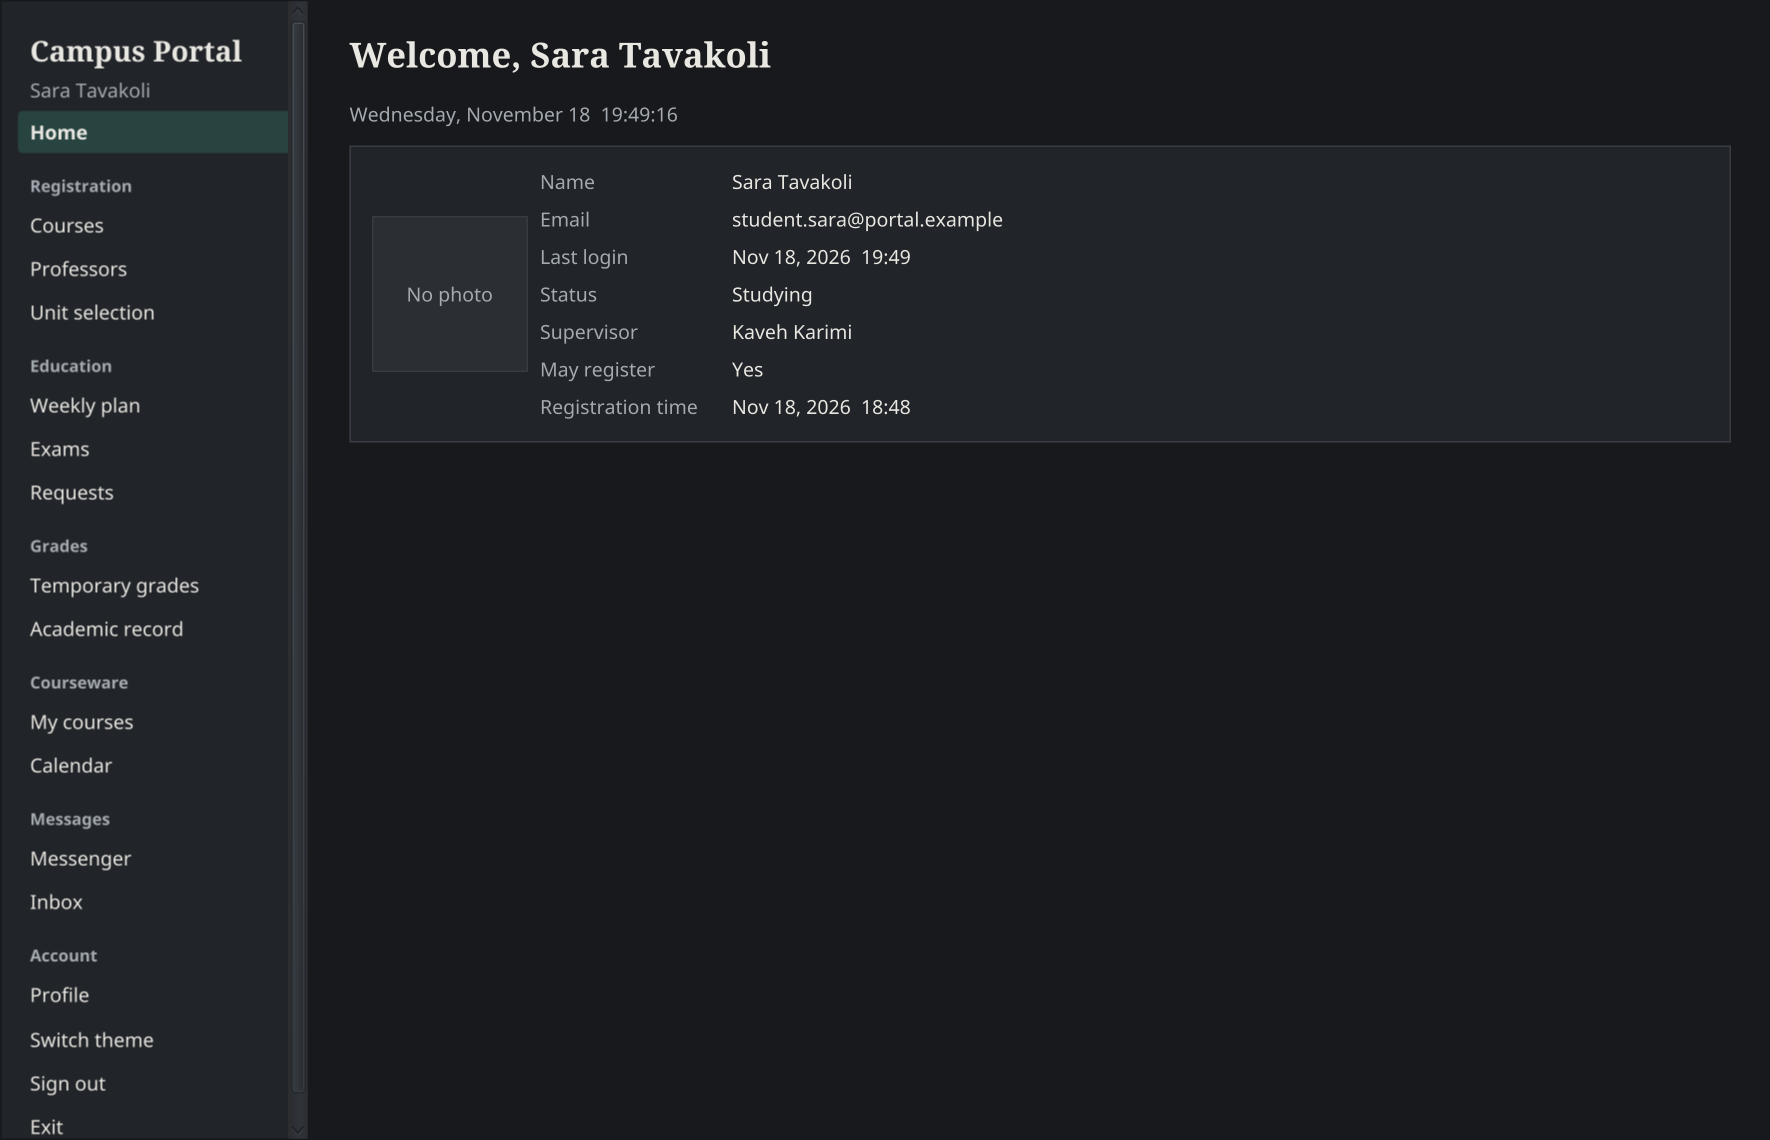 Campus Portal
Sara Tavakoli
Home
Registration
Courses
Professors
Unit selection
Education
Weekly plan
Exams
Requests
Grades
Temporary grades
Academic record
Courseware
My courses
Calendar
Messages
Messenger
Inbox
Account
Profile
Switch theme
Sign out
Exit
Welcome, Sara Tavakoli
Wednesday, November 18 19:49:16
No photo
Name Sara Tavakoli
Email student.sara@portal.example
Last login Nov 18, 2026 19:49
Status Studying
Supervisor Kaveh Karimi
May register Yes
Registration time Nov 18, 2026 18:48